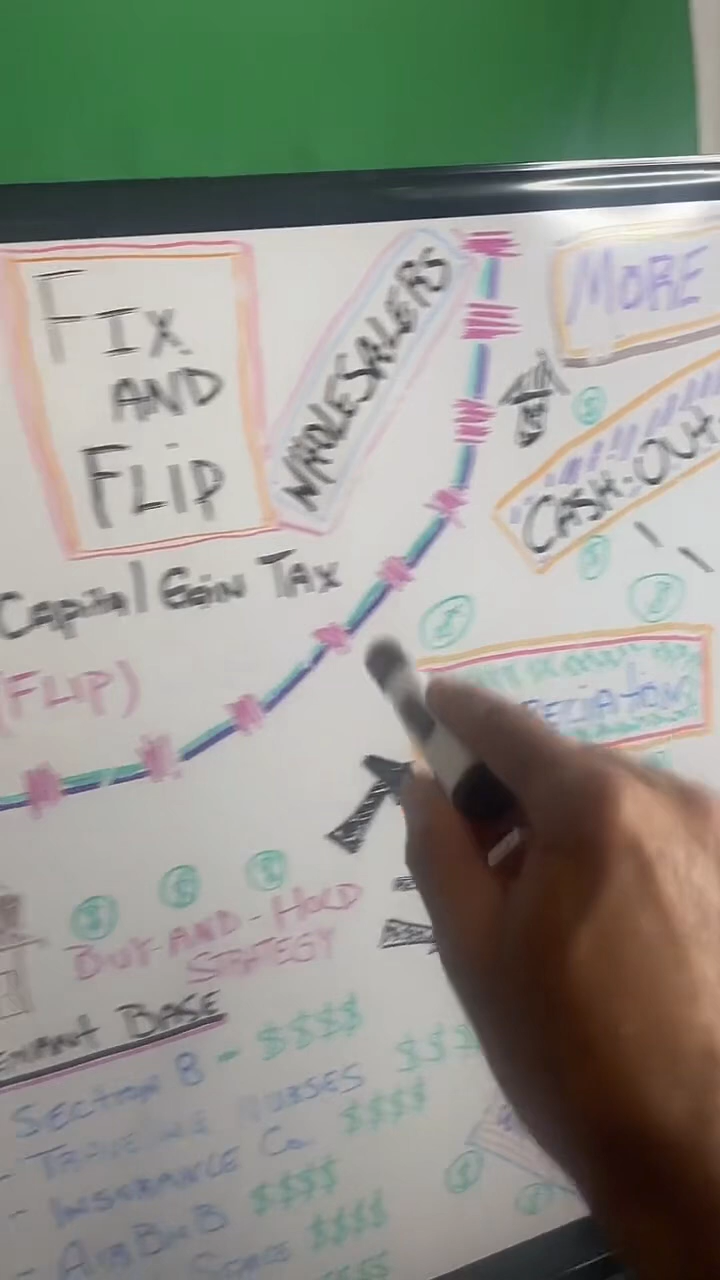 Fix
AND
FLiP
WHOLESALERS
MORE
CASH-OUT
Capital Gain Tax
(FLIP)
BUY-AND-HOLD
STRATEGY
BASE
SECTION 8 - $$$$
- TRAVELING NURSES $$$$
- INSURANCE Co. $$$$
- AIRBNB $$$$
SPACE $$$$
$$$$